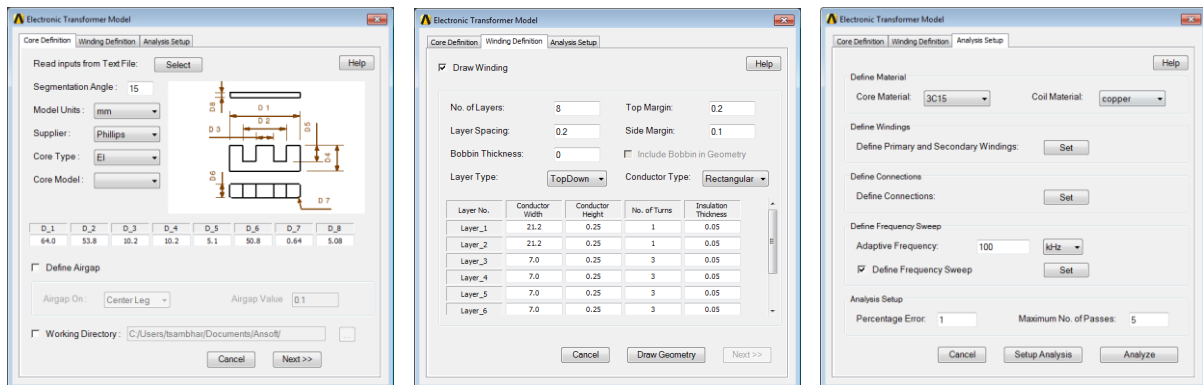 Electronic Transformer Model
Core Definition Winding Definition Analysis Setup
Read inputs from Text File: Select Help
Segmentation Angle : 15
Model Units : mm
Supplier : Phillips
Core Type : EI
Core Model :
D 8
D 1
D 2
D 3
D 5
D 4
D 6
D 7
D_1 D_2 D_3 D_4 D_5 D_6 D_7 D_8
64.0 53.8 10.2 10.2 5.1 50.8 0.64 5.08
Define Airgap
Airgap On : Center Leg Airgap Value 0.1
Working Directory : C:/Users/tsambhar/Documents/Ansoft/ ...
Cancel Next >>
Electronic Transformer Model
Core Definition Winding Definition Analysis Setup
Draw Winding Help
No. of Layers: 8 Top Margin: 0.2
Layer Spacing: 0.2 Side Margin: 0.1
Bobbin Thickness: 0 Include Bobbin in Geometry
Layer Type: TopDown Conductor Type: Rectangular
Layer No. Conductor Width Conductor Height No. of Turns Insulation Thickness
Layer_1 21.2 0.25 1 0.05
Layer_2 21.2 0.25 1 0.05
Layer_3 7.0 0.25 3 0.05
Layer_4 7.0 0.25 3 0.05
Layer_5 7.0 0.25 3 0.05
Layer_6 7.0 0.25 3 0.05
Cancel Draw Geometry Next >>
Electronic Transformer Model
Core Definition Winding Definition Analysis Setup
Help
Define Material
Core Material: 3C15 Coil Material: copper
Define Windings
Define Primary and Secondary Windings: Set
Define Connections
Define Connections: Set
Define Frequency Sweep
Adaptive Frequency: 100 kHz
Define Frequency Sweep Set
Analysis Setup
Percentage Error: 1 Maximum No. of Passes: 5
Cancel Setup Analysis Analyze